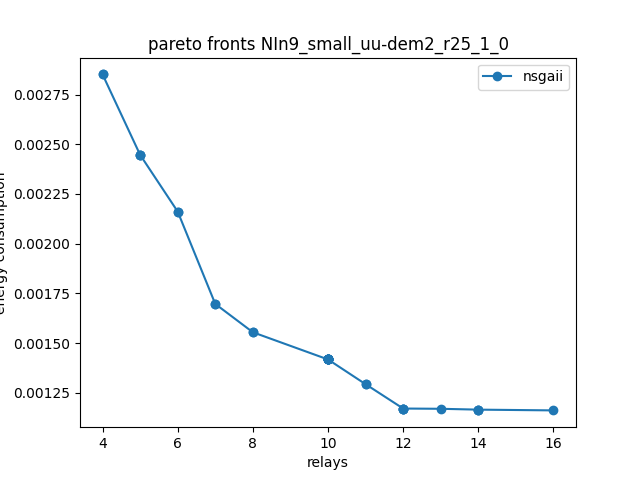 pareto fronts NIn9_small_uu-dem2_r25_1_0
nsgaii
0.00275
0.00250
0.00225
0.00200
0.00175
0.00150
0.00125
energy consumption
4 6 8 10 12 14 16
relays